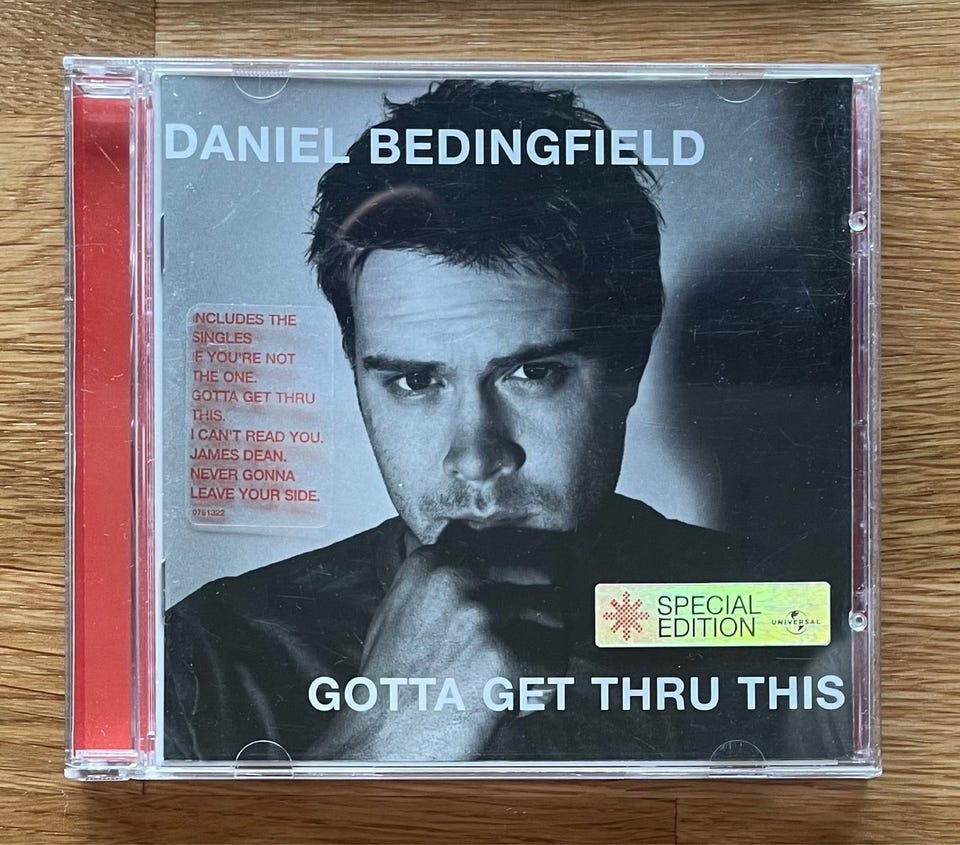 DANIEL BEDINGFIELD
INCLUDES THE
SINGLES
IF YOU'RE NOT
THE ONE.
GOTTA GET THRU
THIS.
I CAN'T READ YOU.
JAMES DEAN.
NEVER GONNA
LEAVE YOUR SIDE.
0761322
SPECIAL
EDITION
UNIVERSAL
GOTTA GET THRU THIS